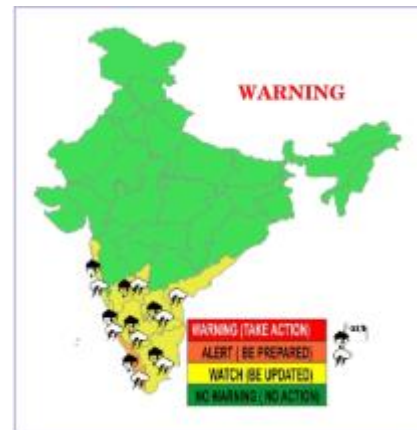 WARNING
WARNING (TAKE ACTION)
ALERT ( BE PREPARED)
WATCH (BE UPDATED)
NO WARNING ( NO ACTION)